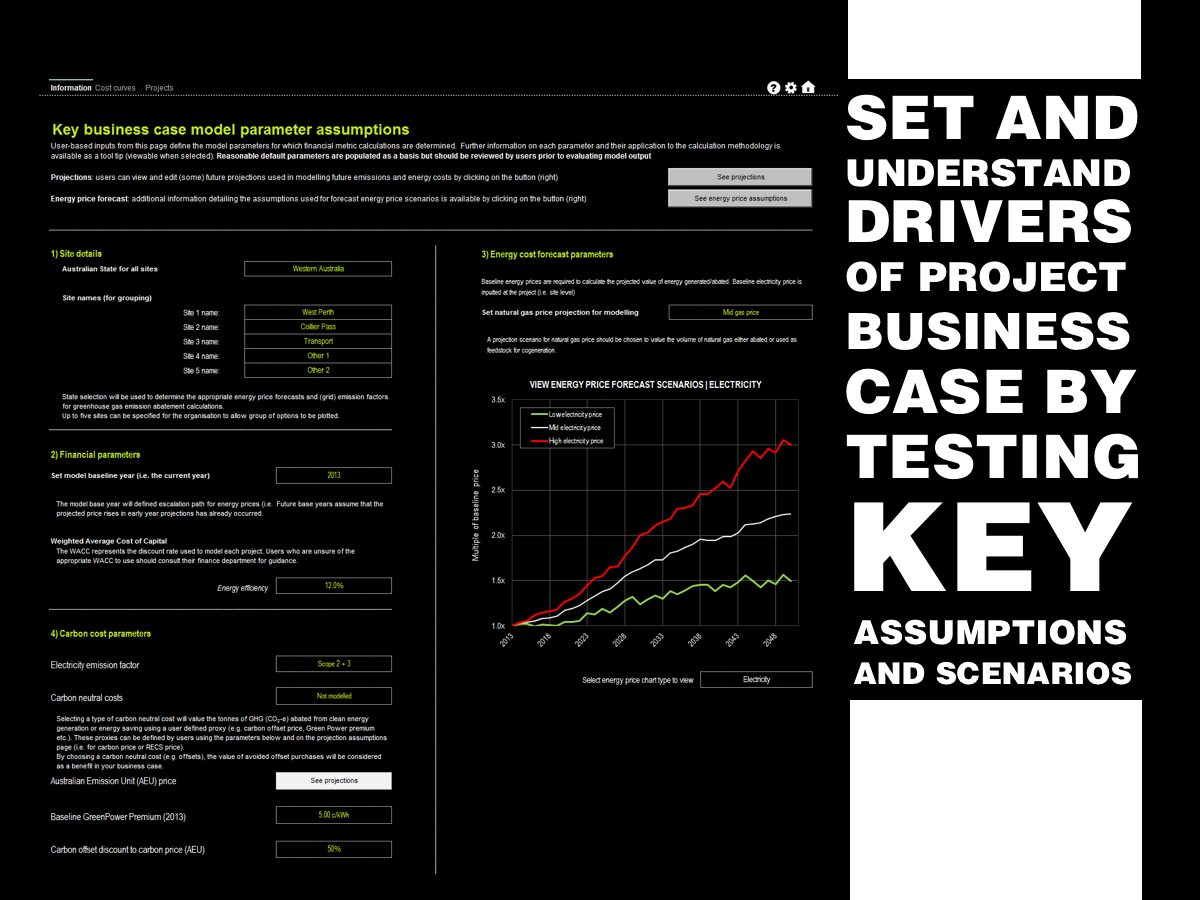 Information Cost curves Projects
Key business case model parameter assumptions
User-based inputs from this page define the model parameters for which financial metric calculations are determined. Further information on each parameter and their application to the calculation methodology is
available as a tool tip (viewable when selected). Reasonable default parameters are populated as a basis but should be reviewed by users prior to evaluating model output
Projections: users can view and edit (some) future projections used in modelling future emissions and energy costs by clicking on the button (right)
See projections
Energy price forecast: additional information detailing the assumptions used for forecast energy price scenarios is available by clicking on the button (right)
See energy price assumptions
1) Site details
Australian State for all sites
Western Australia
Site names (for grouping)
Site 1 name: West Perth
Site 2 name: Collier Pass
Site 3 name: Transport
Site 4 name: Other 1
Site 5 name: Other 2
State selection will be used to determine the appropriate energy price forecasts and (grid) emission factors
for greenhouse gas emission abatement calculations.
Up to five sites can be specified for the organisation to allow group of options to be plotted.
2) Financial parameters
Set model baseline year (i.e. the current year)
2013
The model base year will defined escalation path for energy prices (i.e. Future base years assume that the
projected price rises in early year projections has already occurred.
Weighted Average Cost of Capital
The WACC represents the discount rate used to model each project. Users who are unsure of the
appropriate WACC to use should consult their finance department for guidance.
Energy efficiency
12.0%
4) Carbon cost parameters
Electricity emission factor
Scope 2 + 3
Carbon neutral costs
Not modelled
Selecting a type of carbon neutral cost will value the tonnes of GHG (CO2-e) abated from clean energy
generation or energy saving using a user defined proxy (e.g. carbon offset price, Green Power premium
etc.). These proxies can be defined by users using the parameters below and on the projection assumptions
page (i.e. for carbon price or RECS price).
By choosing a carbon neutral cost (e.g. offsets), the value of avoided offset purchases will be considered
as a benefit in your business case.
Australian Emission Unit (AEU) price
See projections
Baseline GreenPower Premium (2013)
5.00 c/kWh
Carbon offset discount to carbon price (AEU)
50%
3) Energy cost forecast parameters
Baseline energy prices are required to calculate the projected value of energy generated/abated. Baseline electricity price is
inputted at the project (i.e. site level)
Set natural gas price projection for modelling
Mid gas price
A projection scenario for natural gas price should be chosen to value the volume of natural gas either abated or used as
feedstock for cogeneration.
VIEW ENERGY PRICE FORECAST SCENARIOS | ELECTRICITY
Low electricity price
Mid electricity price
High electricity price
Multiple of baseline price
3.5x
3.0x
2.5x
2.0x
1.5x
1.0x
2013 2018 2023 2028 2033 2038 2043 2048
Select energy price chart type to view
Electricity
SET AND
UNDERSTAND
DRIVERS
OF PROJECT
BUSINESS
CASE BY
TESTING
KEY
ASSUMPTIONS
AND SCENARIOS